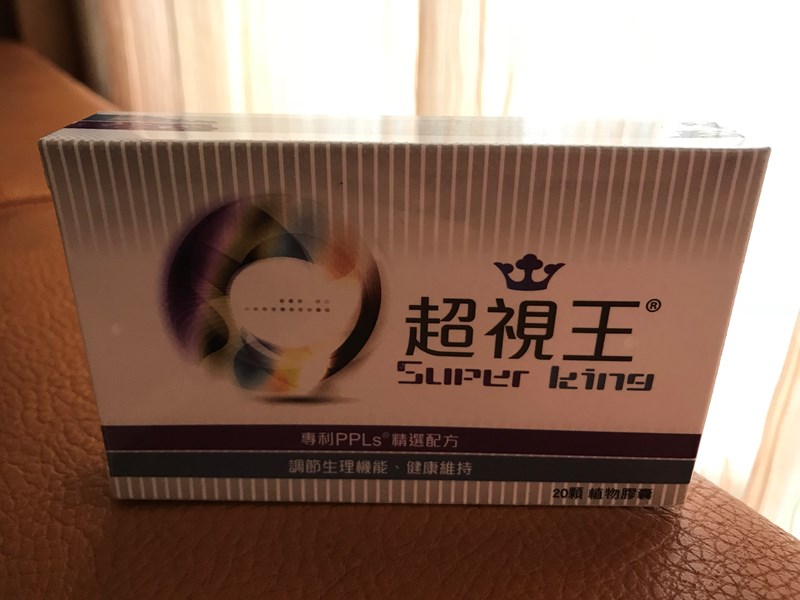 超視王®
Super king
專利PPLs®精選配方
調節生理機能、健康維持
20顆 植物膠囊